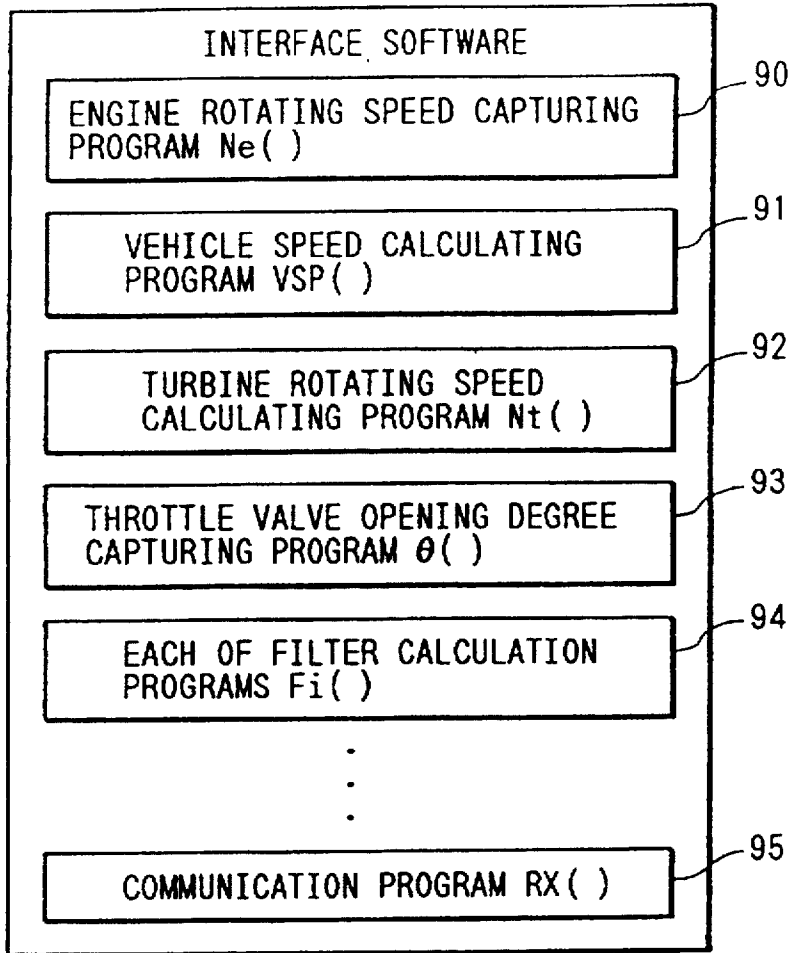 INTERFACE SOFTWARE
90
ENGINE ROTATING SPEED CAPTURING
PROGRAM Ne( )
91
VEHICLE SPEED CALCULATING
PROGRAM VSP( )
92
TURBINE ROTATING SPEED
CALCULATING PROGRAM Nt( )
93
THROTTLE VALVE OPENING DEGREE
CAPTURING PROGRAM θ( )
94
EACH OF FILTER CALCULATION
PROGRAMS Fi( )
95
COMMUNICATION PROGRAM RX( )